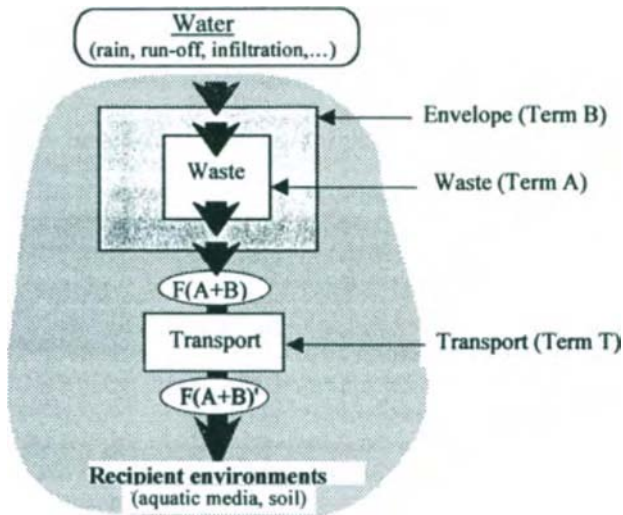 Water
(rain, run-off, infiltration,...)
Envelope (Term B)
Waste
Waste (Term A)
F(A+B)
Transport
Transport (Term T)
F(A+B)'
Recipient environments
(aquatic media, soil)